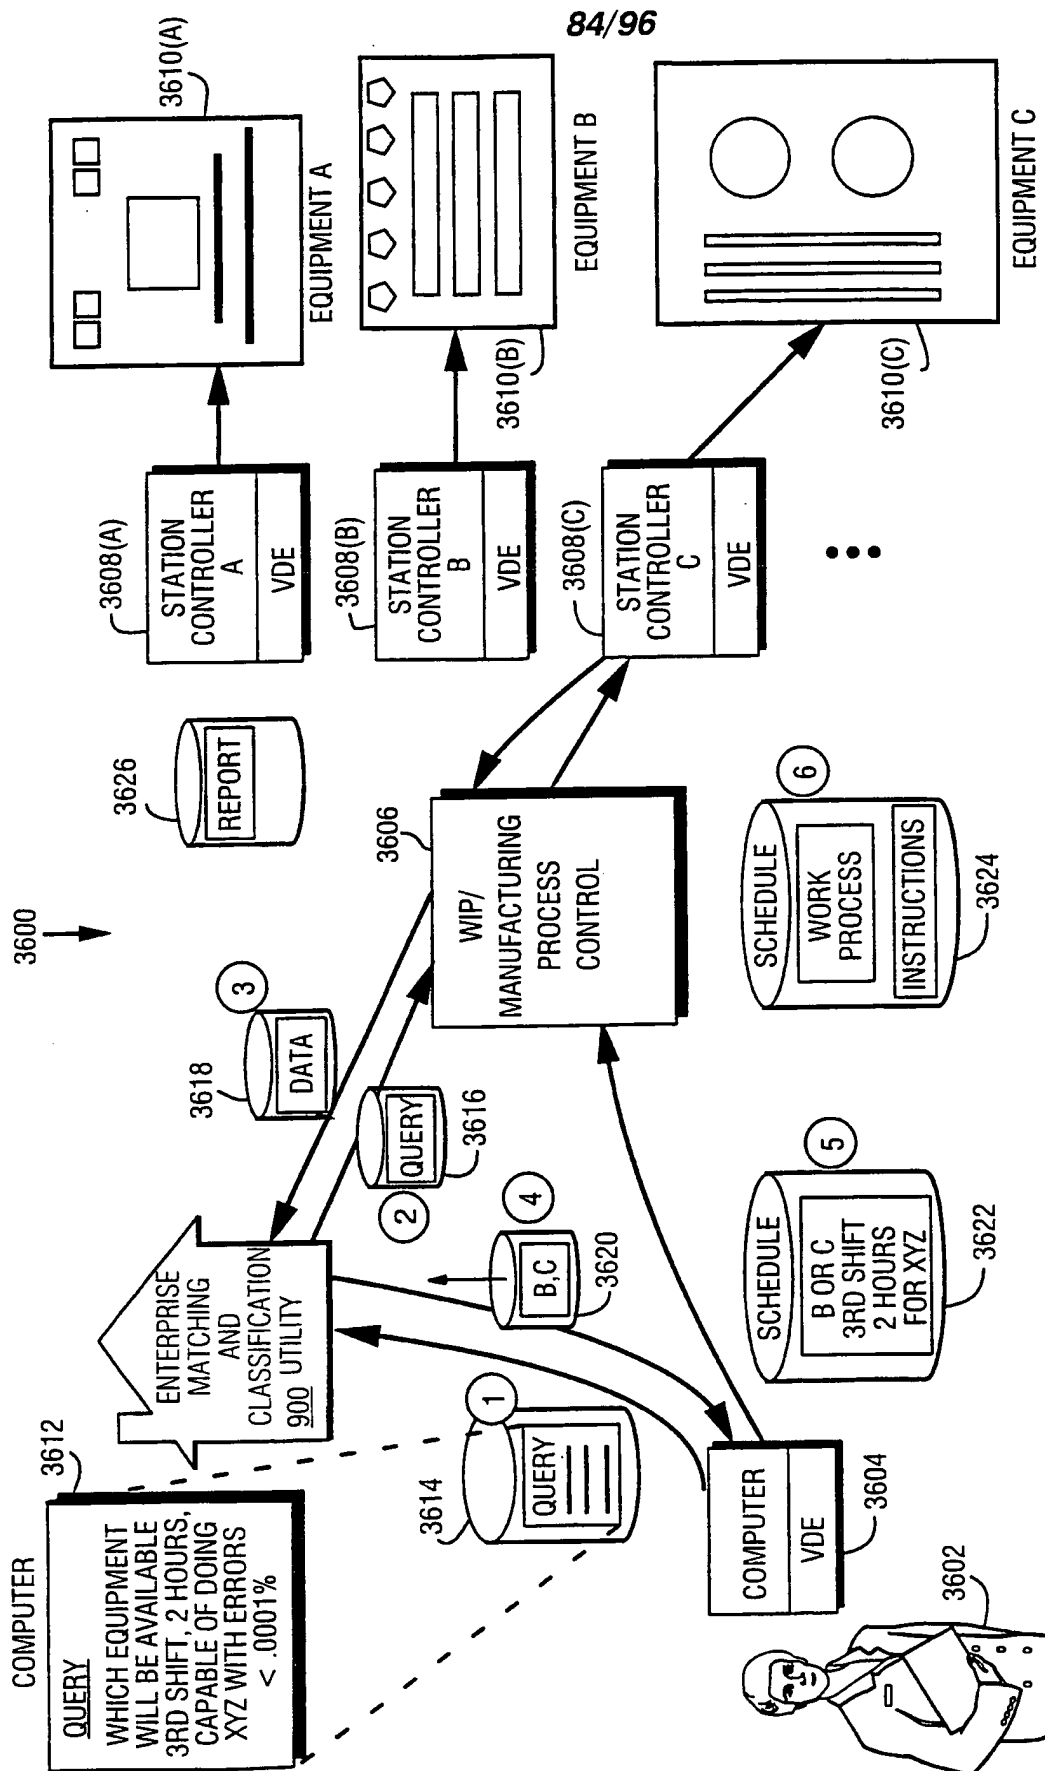 84/96
3600
COMPUTER
3612
QUERY
WHICH EQUIPMENT
WILL BE AVAILABLE
3RD SHIFT, 2 HOURS,
CAPABLE OF DOING
XYZ WITH ERRORS
< .0001%
ENTERPRISE
MATCHING
AND
CLASSIFICATION
900 UTILITY
3614
QUERY
1
2
QUERY
3616
3618
DATA
3
4
B,C
3620
COMPUTER
VDE
3604
3602
SCHEDULE
B OR C
3RD SHIFT
2 HOURS
FOR XYZ
3622
5
3606
WIP/
MANUFACTURING
PROCESS
CONTROL
3626
REPORT
SCHEDULE
WORK
PROCESS
INSTRUCTIONS
3624
6
3608(A)
STATION
CONTROLLER
A
VDE
3608(B)
STATION
CONTROLLER
B
VDE
3608(C)
STATION
CONTROLLER
C
VDE
3610(A)
EQUIPMENT A
3610(B)
EQUIPMENT B
3610(C)
EQUIPMENT C